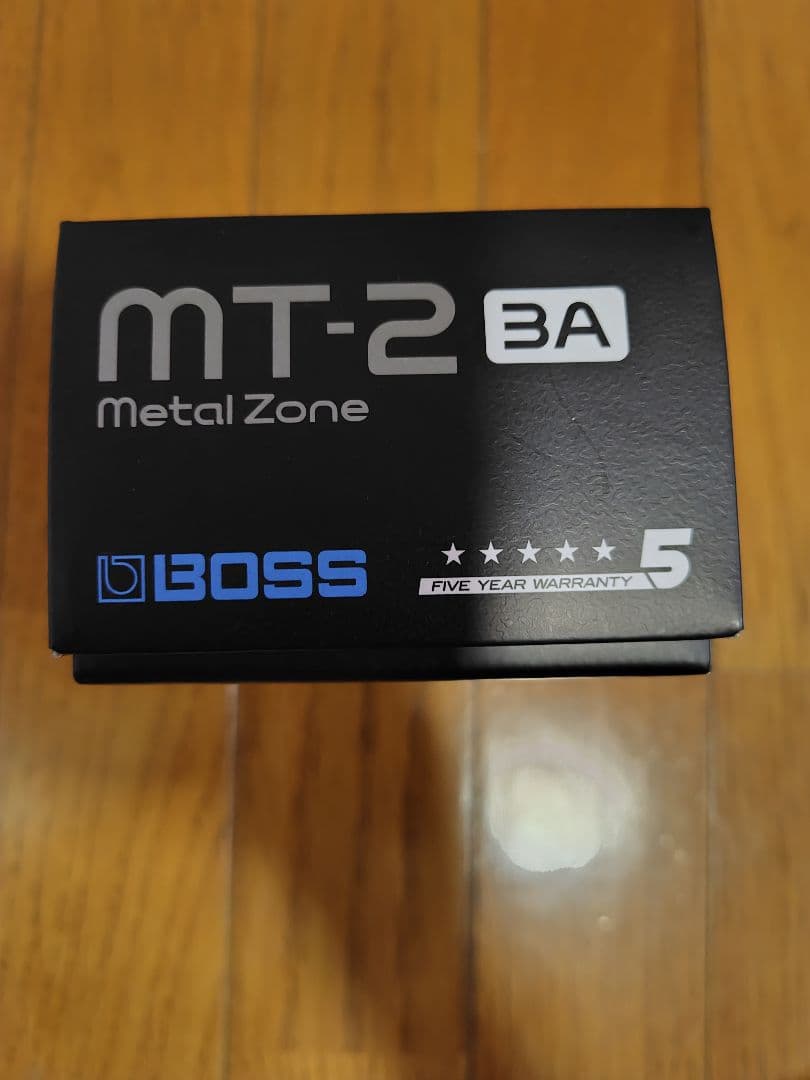 MT-2 3A
Metal Zone
BOSS
FIVE YEAR WARRANTY 5